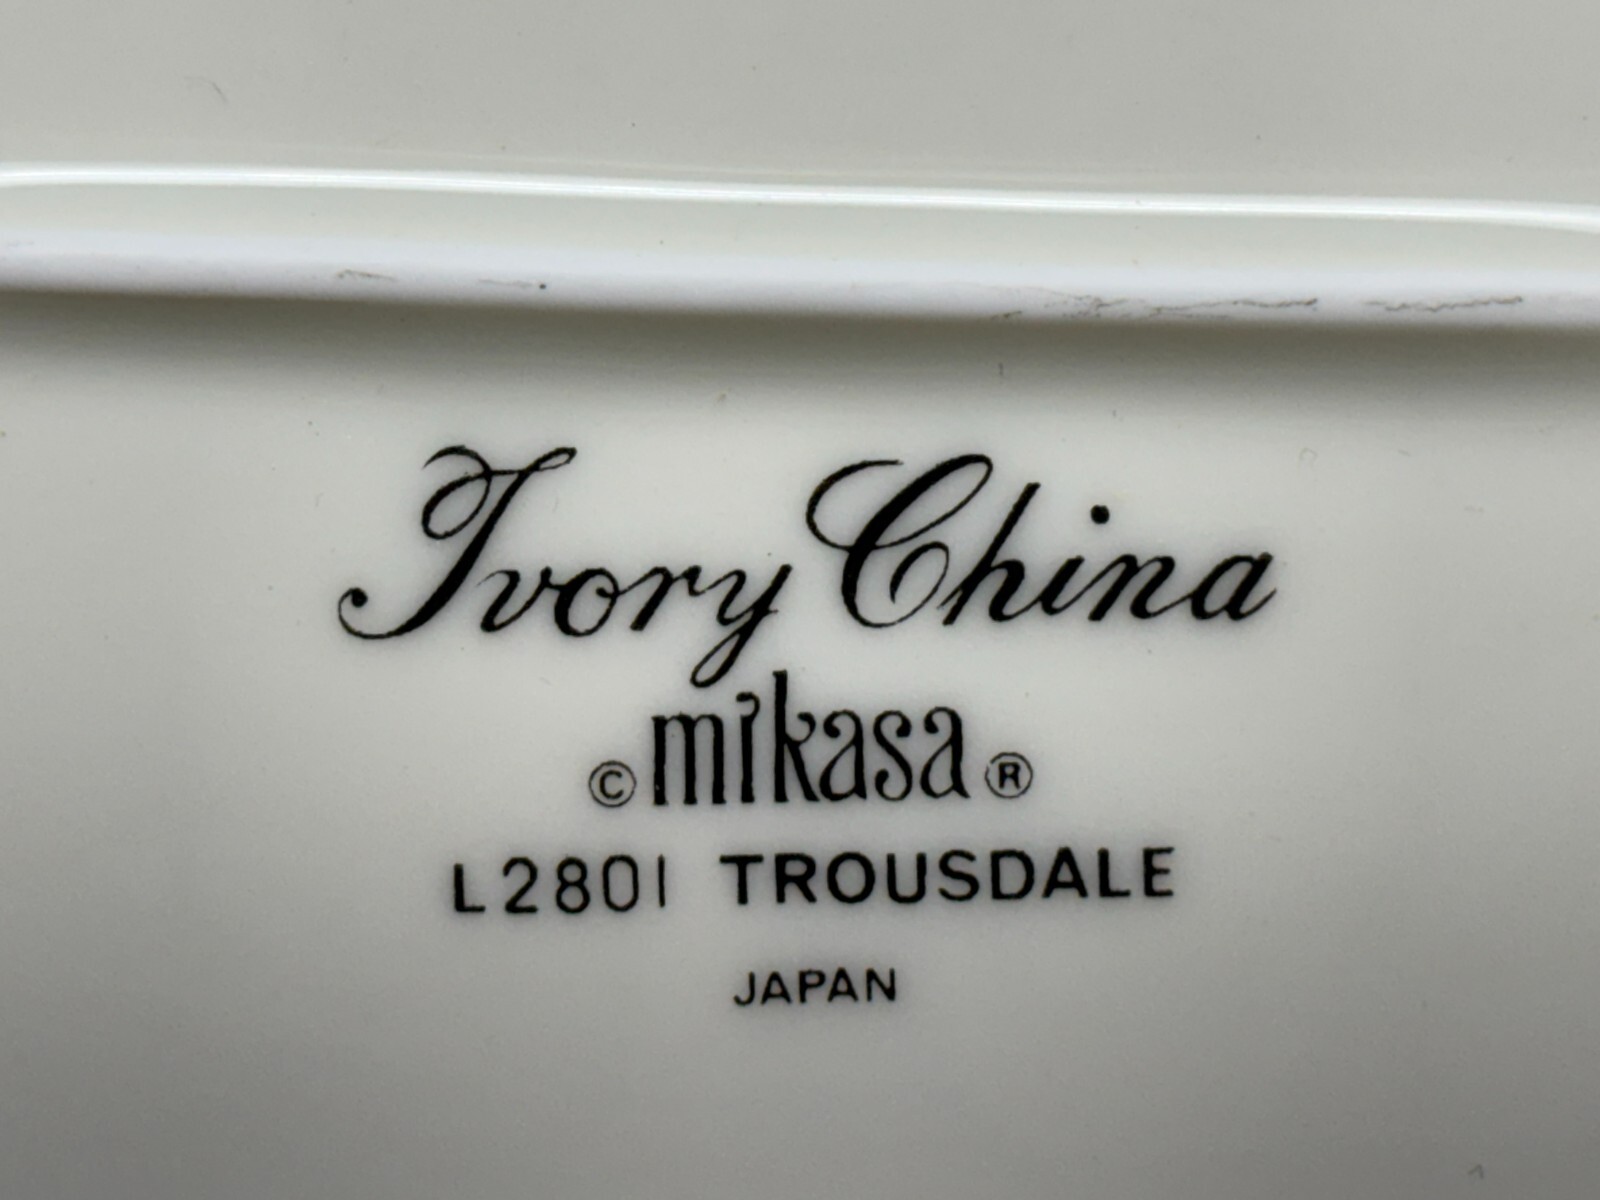 Ivory China
© mikasa ®
L2801 TROUSDALE
JAPAN